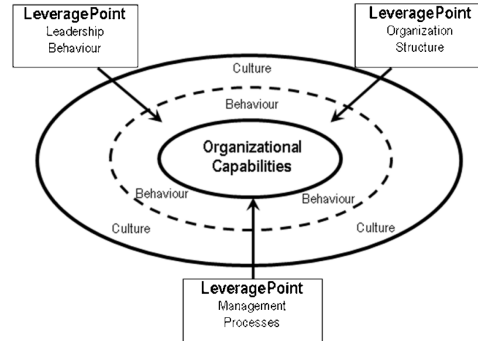 LeveragePoint
Leadership
Behaviour
LeveragePoint
Organization
Structure
Culture
Behaviour
Organizational
Capabilities
Behaviour
Behaviour
Culture
Culture
LeveragePoint
Management
Processes